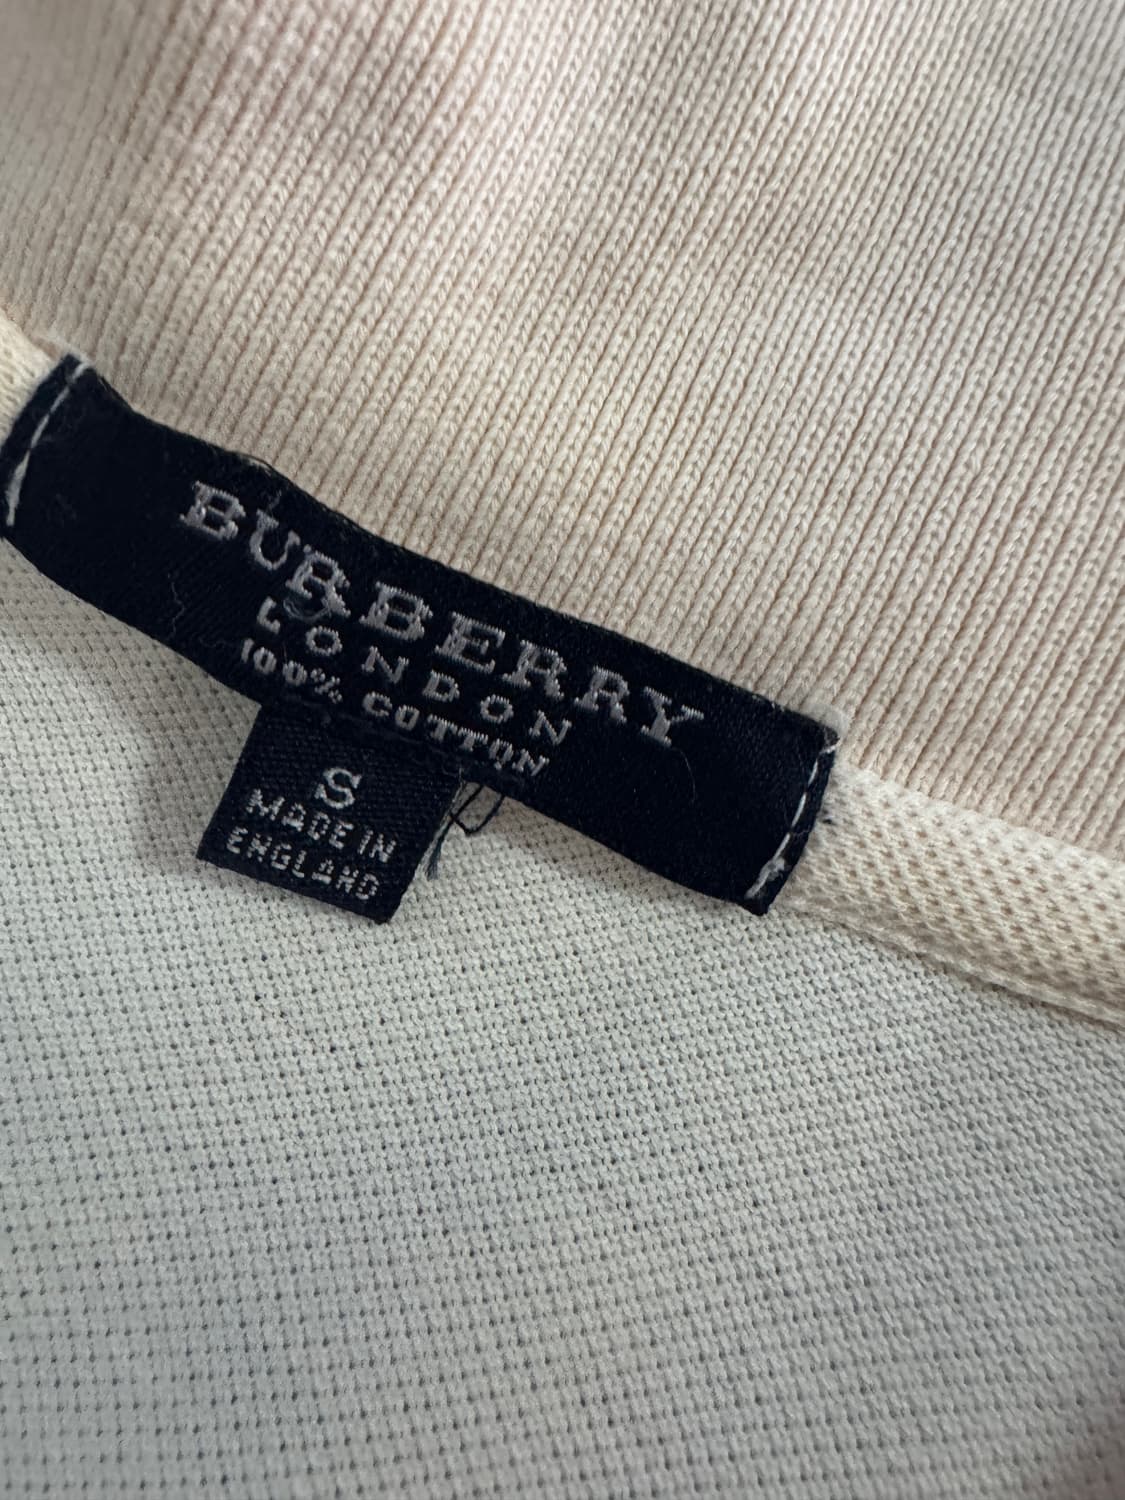 BURBERRY
LONDON
100% COTTON
S
MADE IN
ENGLAND